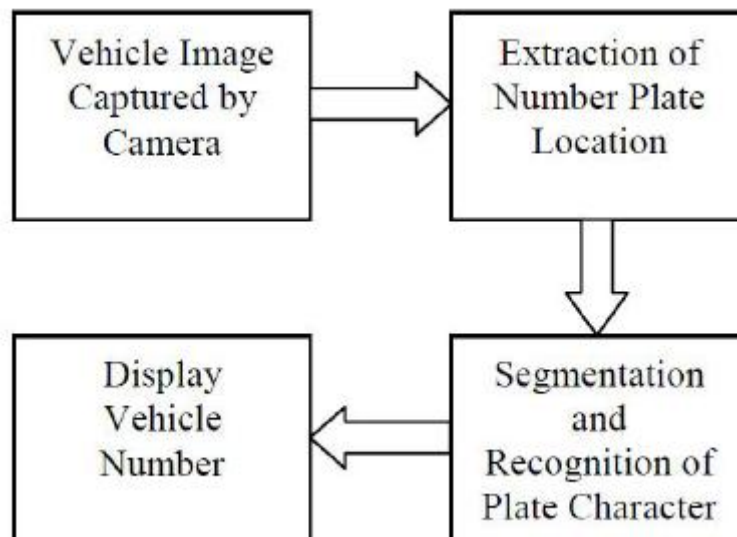 Vehicle Image
Captured by
Camera
Extraction of
Number Plate
Location
Segmentation
and
Recognition of
Plate Character
Display
Vehicle
Number